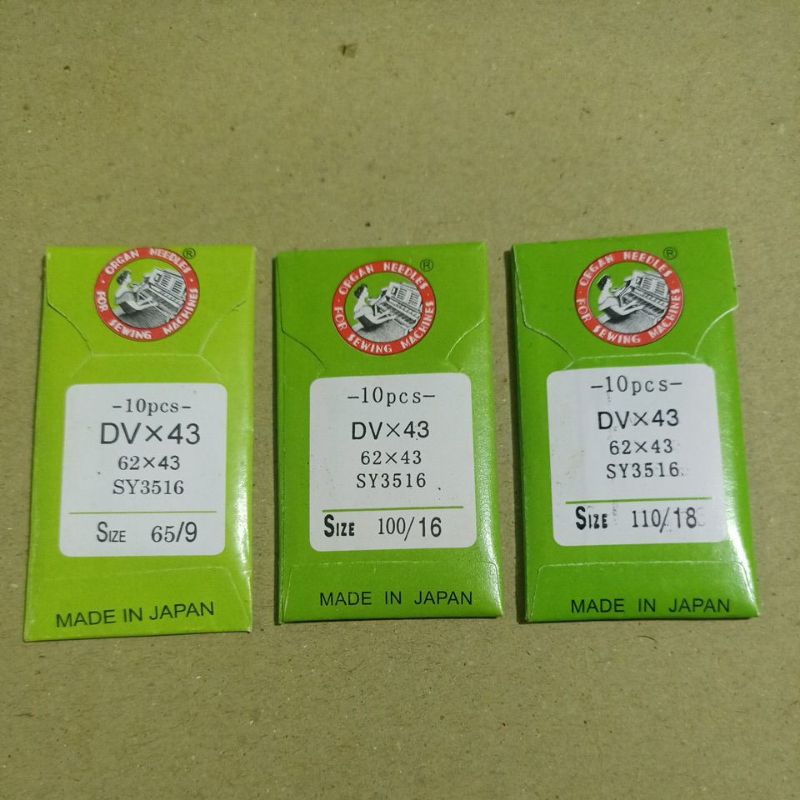 ORGAN NEEDLES
FOR SEWING MACHINES
®
-10pcs-
DV×43
62×43
SY3516
SIZE 65/9
MADE IN JAPAN
ORGAN NEEDLES
FOR SEWING MACHINES
®
-10pcs-
DV×43
62×43
SY3516
SIZE 100/16
MADE IN JAPAN
ORGAN NEEDLES
FOR SEWING MACHINES
®
-10pcs-
DV×43
62×43
SY3516
SIZE 110/18
MADE IN JAPAN